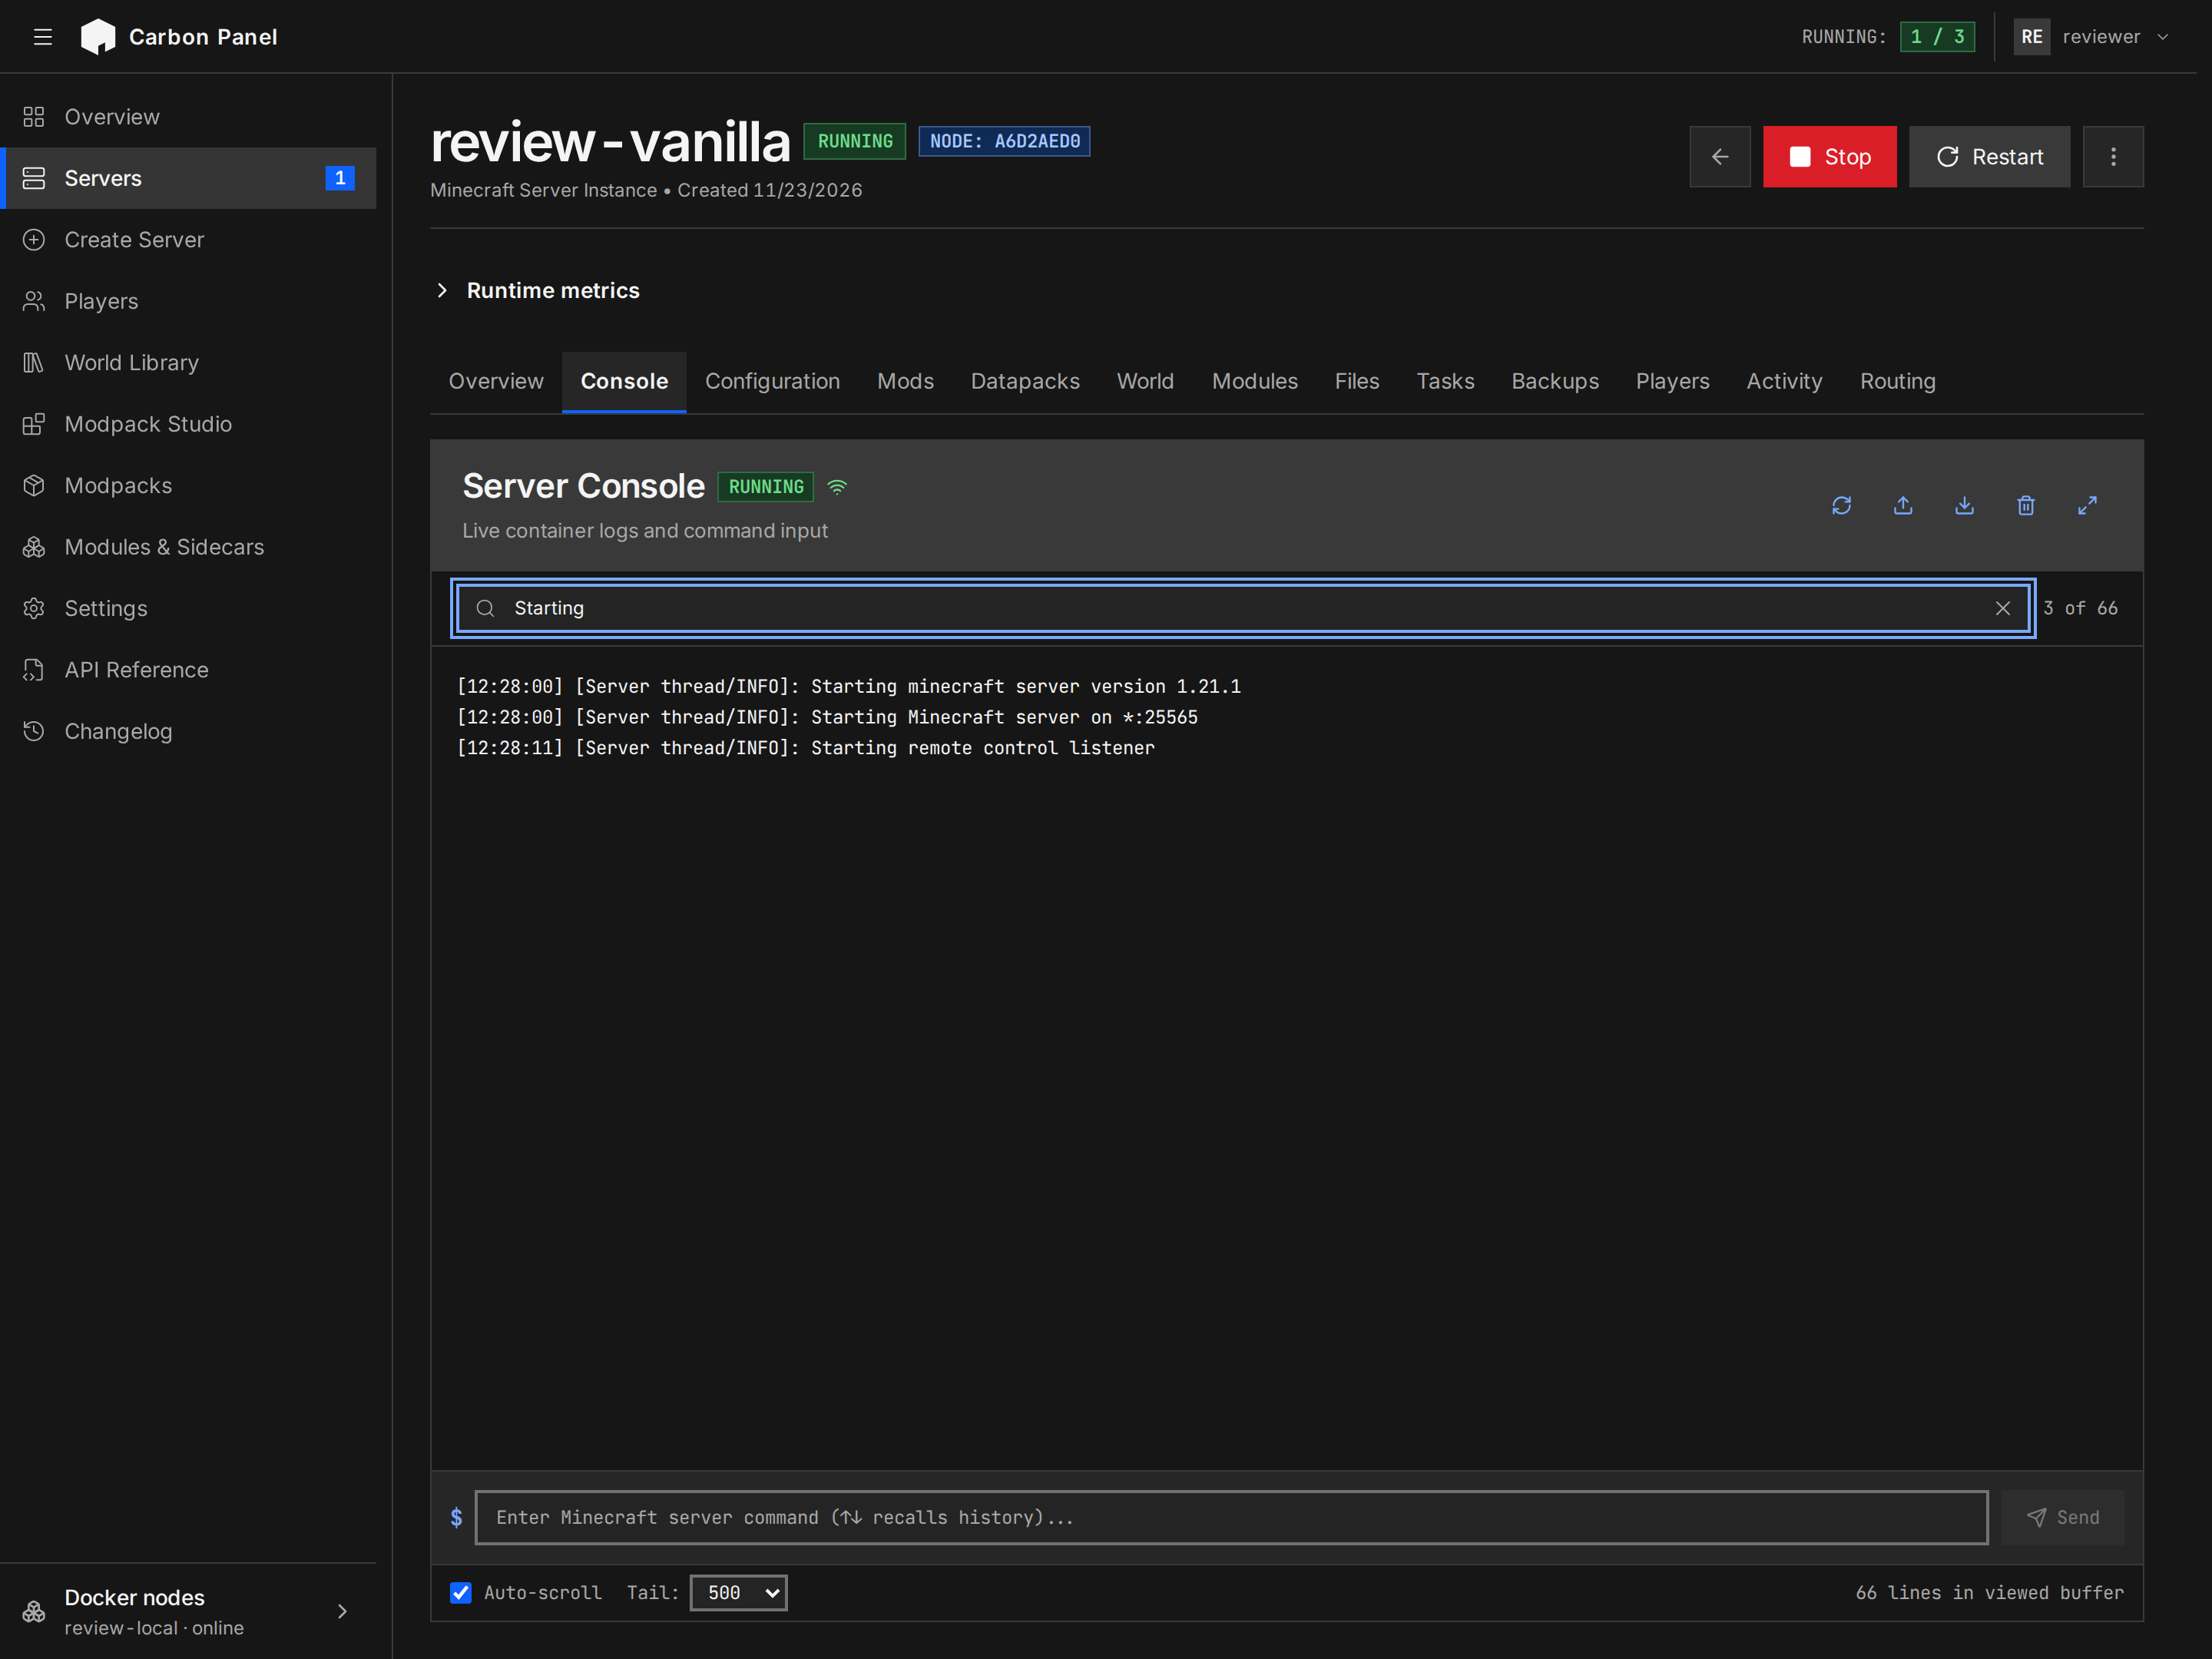 Carbon Panel
RUNNING: 1 / 3
RE reviewer
Overview
Servers 1
Create Server
Players
World Library
Modpack Studio
Modpacks
Modules & Sidecars
Settings
API Reference
Changelog
Docker nodes
review-local · online
review-vanilla RUNNING NODE: A6D2AED0
Minecraft Server Instance • Created 11/23/2026
Stop Restart
Runtime metrics
Overview Console Configuration Mods Datapacks World Modules Files Tasks Backups Players Activity Routing
Server Console RUNNING
Live container logs and command input
Starting 3 of 66
[12:28:00] [Server thread/INFO]: Starting minecraft server version 1.21.1
[12:28:00] [Server thread/INFO]: Starting Minecraft server on *:25565
[12:28:11] [Server thread/INFO]: Starting remote control listener
$ Enter Minecraft server command (↑↓ recalls history)... Send
Auto-scroll Tail: 500 66 lines in viewed buffer